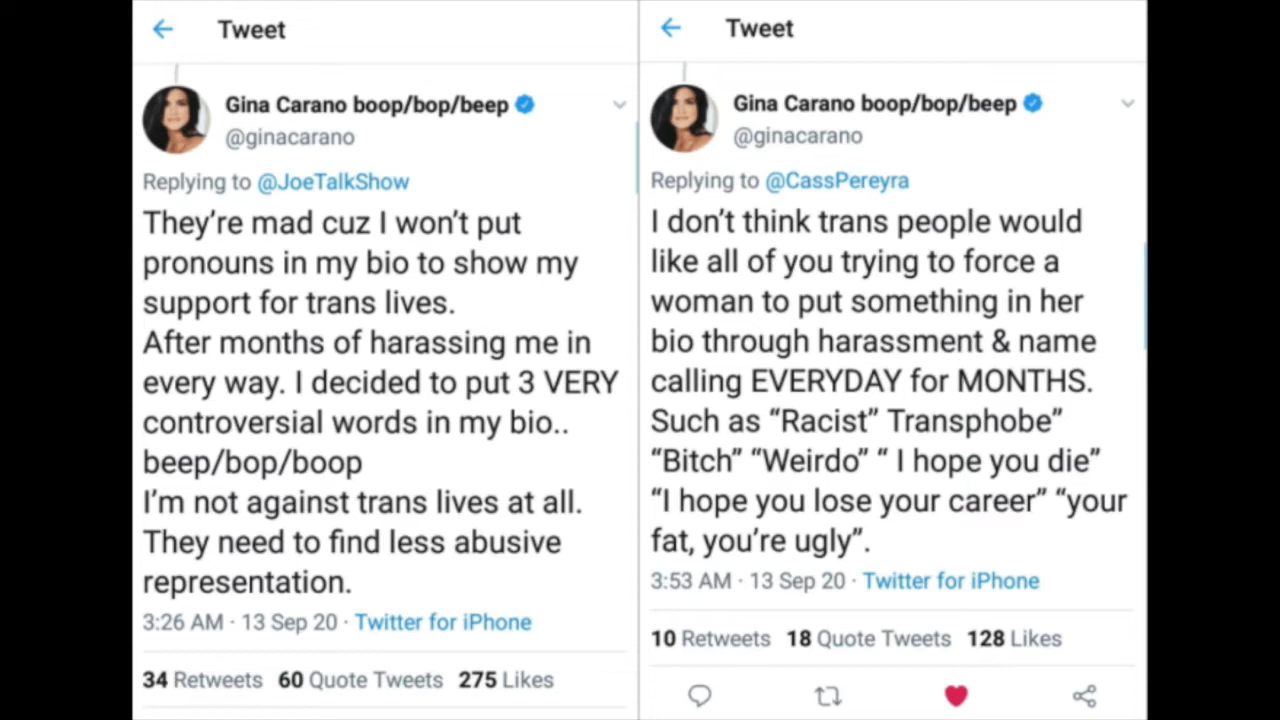 Tweet
Gina Carano boop/bop/beep
@ginacarano
Replying to @JoeTalkShow
They're mad cuz I won't put
pronouns in my bio to show my
support for trans lives.
After months of harassing me in
every way. I decided to put 3 VERY
controversial words in my bio..
beep/bop/boop
I'm not against trans lives at all.
They need to find less abusive
representation.
3:26 AM · 13 Sep 20 · Twitter for iPhone
34 Retweets 60 Quote Tweets 275 Likes
Tweet
Gina Carano boop/bop/beep
@ginacarano
Replying to @CassPereyra
I don't think trans people would
like all of you trying to force a
woman to put something in her
bio through harassment & name
calling EVERYDAY for MONTHS.
Such as “Racist” Transphobe”
“Bitch” “Weirdo” “ I hope you die”
“I hope you lose your career” “your
fat, you're ugly”.
3:53 AM · 13 Sep 20 · Twitter for iPhone
10 Retweets 18 Quote Tweets 128 Likes